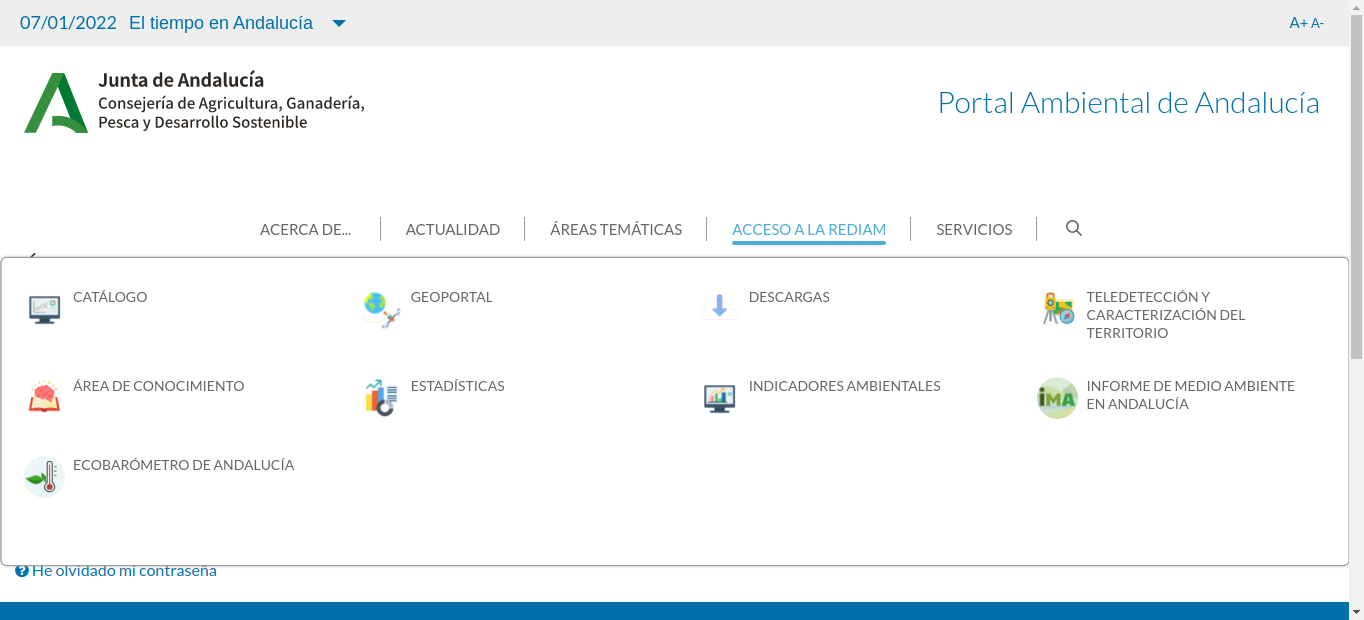 07/01/2022 El tiempo en Andalucía
A+ A-
Junta de Andalucía
Consejería de Agricultura, Ganadería,
Pesca y Desarrollo Sostenible
Portal Ambiental de Andalucía
ACERCA DE...
ACTUALIDAD
ÁREAS TEMÁTICAS
ACCESO A LA REDIAM
SERVICIOS
CATÁLOGO
GEOPORTAL
DESCARGAS
TELEDETECCIÓN Y
CARACTERIZACIÓN DEL
TERRITORIO
ÁREA DE CONOCIMIENTO
ESTADÍSTICAS
INDICADORES AMBIENTALES
iMA
INFORME DE MEDIO AMBIENTE
EN ANDALUCÍA
ECOBARÓMETRO DE ANDALUCÍA
He olvidado mi contraseña